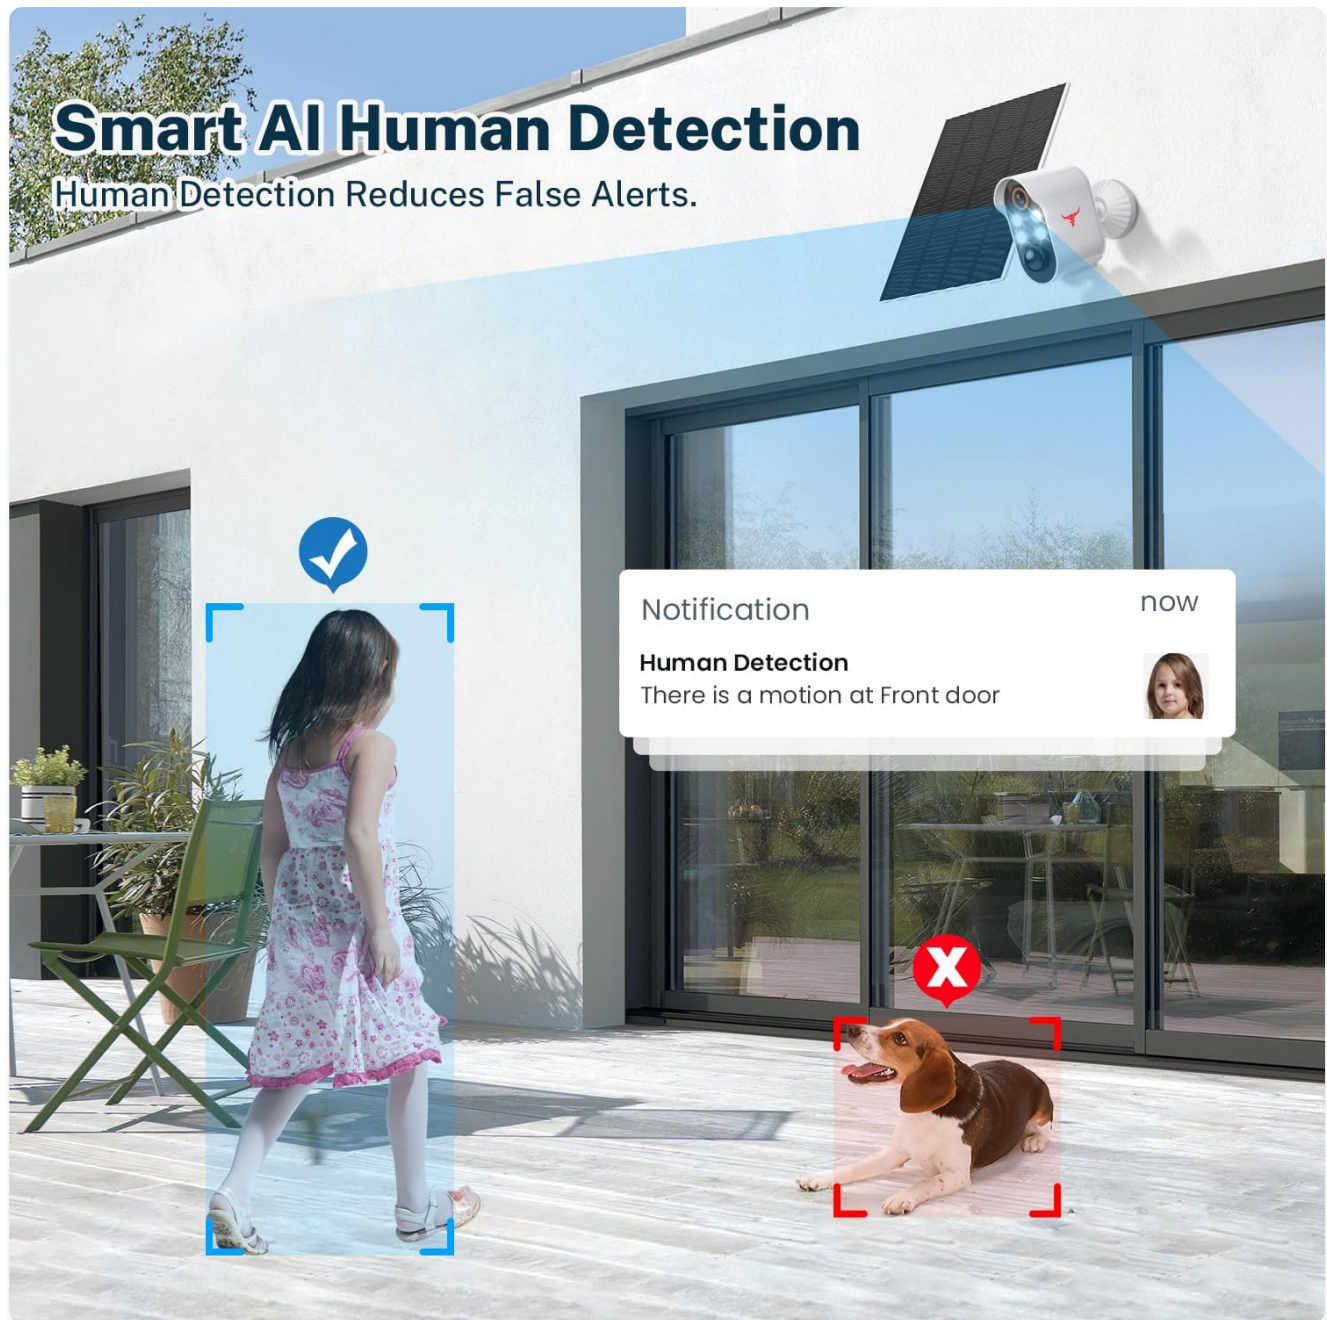 Smart AI Human Detection
Human Detection Reduces False Alerts.
Notification
now
Human Detection
There is a motion at Front door
X